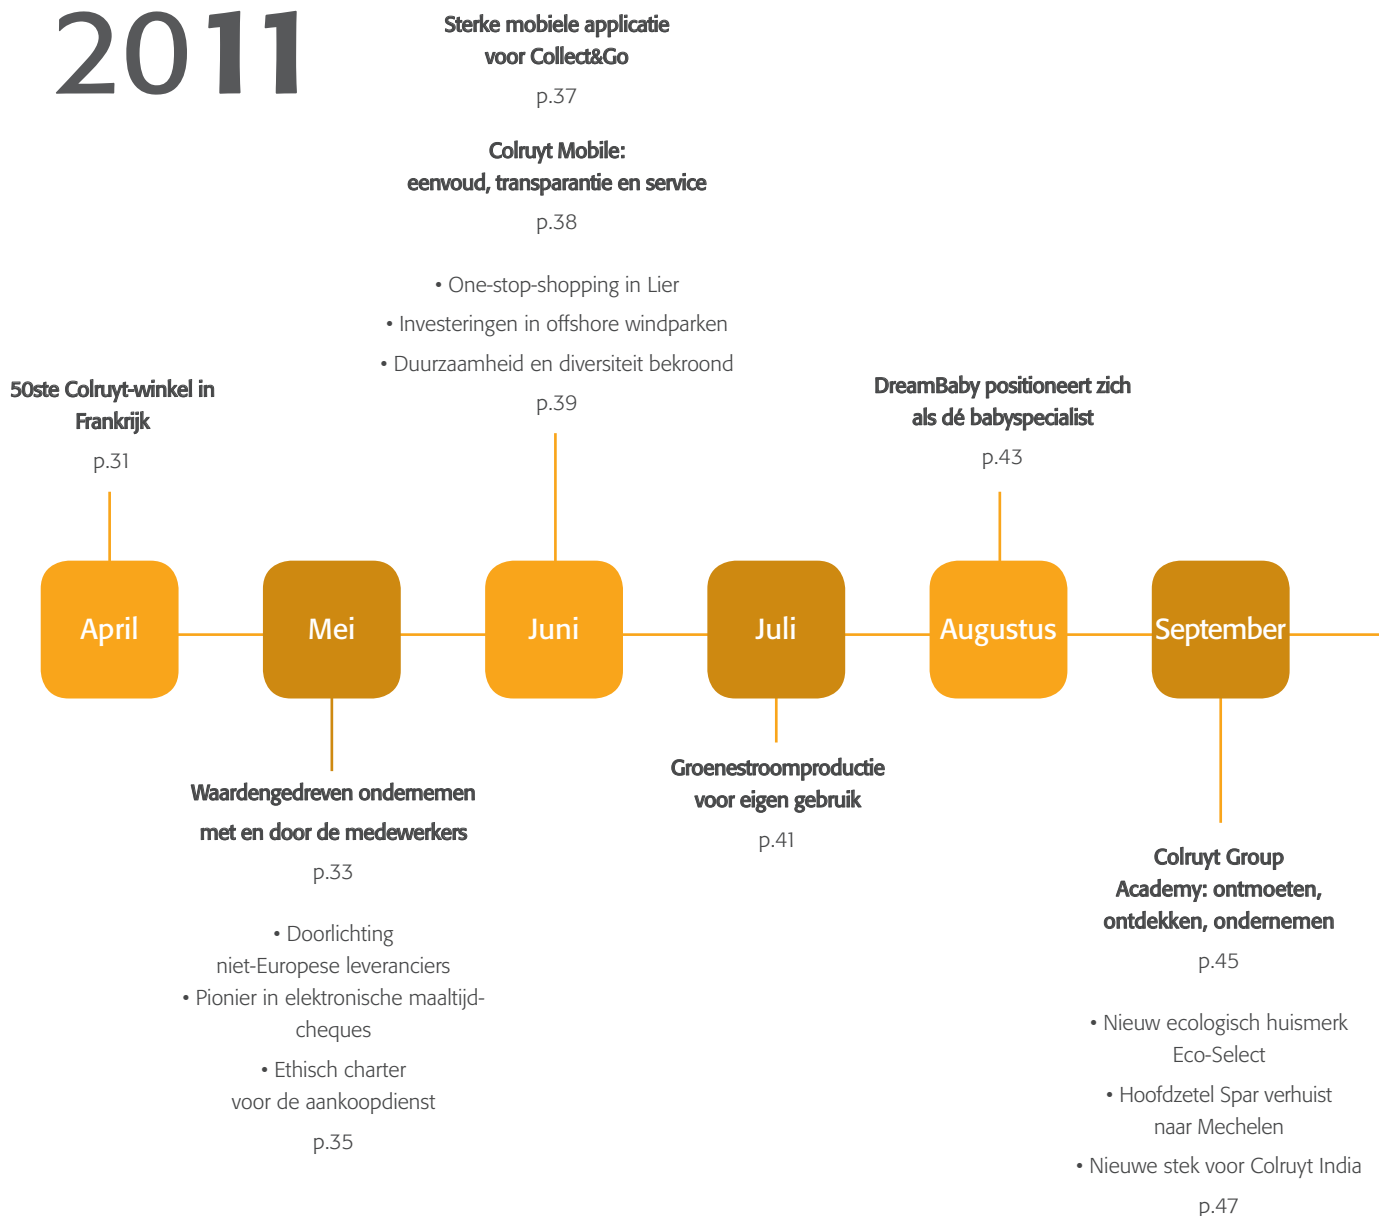 2011
Sterke mobiele applicatie
voor Collect&Go
p.37
Colruyt Mobile:
eenvoud, transparantie en service
p.38
• One-stop-shopping in Lier
• Investeringen in offshore windparken
• Duurzaamheid en diversiteit bekroond
p.39
50ste Colruyt-winkel in
Frankrijk
p.31
DreamBaby positioneert zich
als dé babyspecialist
p.43
April
Mei
Juni
Juli
Augustus
September
Waardengedreven ondernemen
met en door de medewerkers
p.33
• Doorlichting
niet-Europese leveranciers
• Pionier in elektronische maaltijd-
cheques
• Ethisch charter
voor de aankoopdienst
p.35
Groenestroomproductie
voor eigen gebruik
p.41
Colruyt Group
Academy: ontmoeten,
ontdekken, ondernemen
p.45
• Nieuw ecologisch huismerk
Eco-Select
• Hoofdzetel Spar verhuist
naar Mechelen
• Nieuwe stek voor Colruyt India
p.47